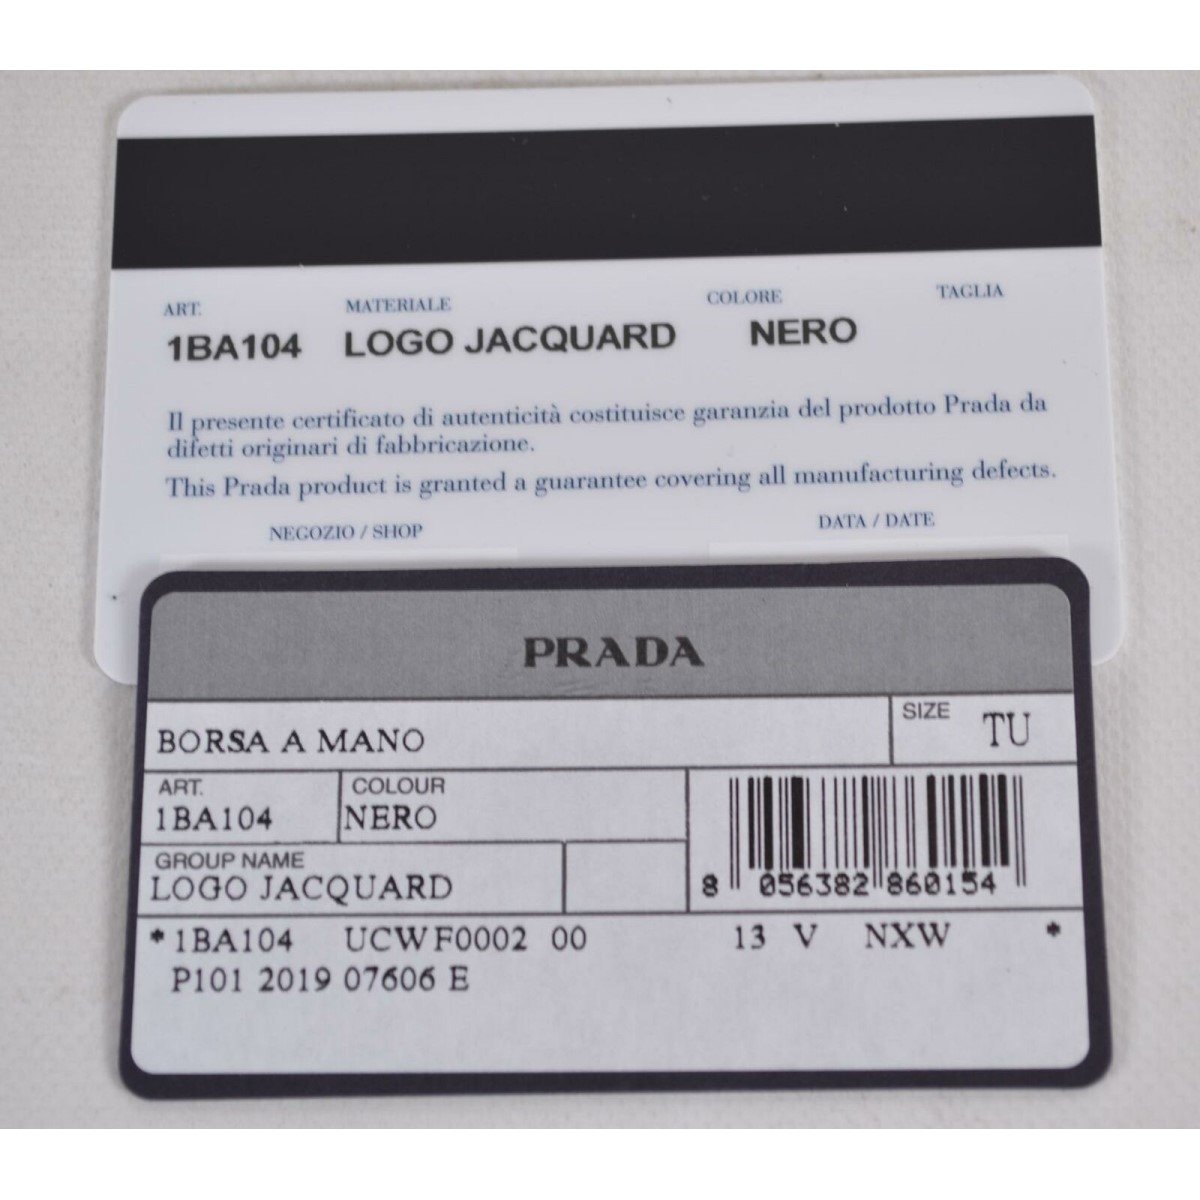 ART. MATERIALE COLORE TAGLIA
1BA104 LOGO JACQUARD NERO
Il presente certificato di autenticità costituisce garanzia del prodotto Prada da
difetti originari di fabbricazione.
This Prada product is granted a guarantee covering all manufacturing defects.
NEGOZIO / SHOP DATA / DATE
PRADA
BORSA A MANO SIZE TU
ART. COLOUR
1BA104 NERO
GROUP NAME
LOGO JACQUARD
8 056382 860154
*1BA104 UCWF0002 00 13 V NXW *
P101 2019 07606 E